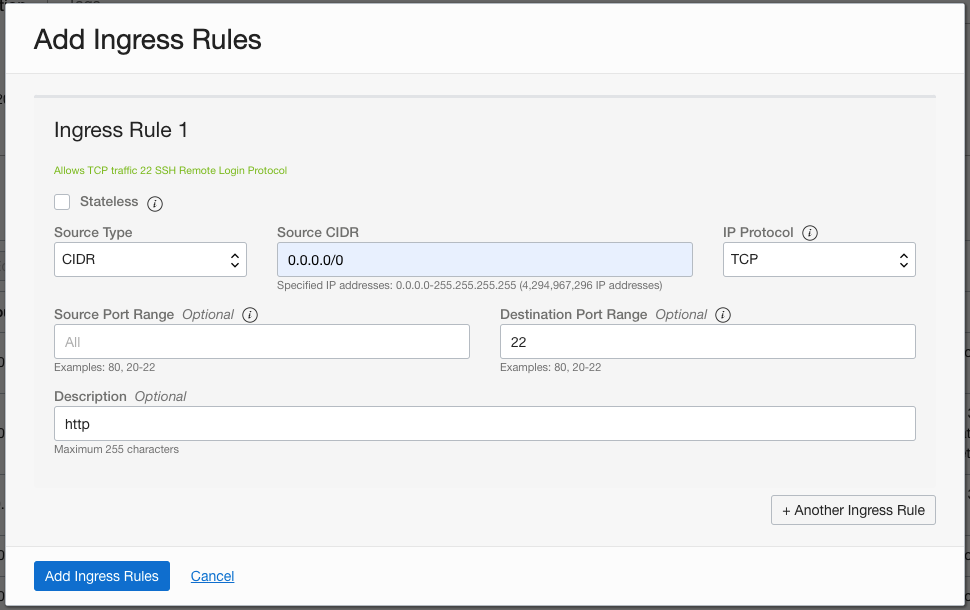 Add Ingress Rules
Ingress Rule 1
Allows TCP traffic 22 SSH Remote Login Protocol
Stateless i
Source Type Source CIDR IP Protocol i
CIDR 0.0.0.0/0 TCP
Specified IP addresses: 0.0.0.0-255.255.255.255 (4,294,967,296 IP addresses)
Source Port Range Optional i Destination Port Range Optional i
All 22
Examples: 80, 20-22 Examples: 80, 20-22
Description Optional
http
Maximum 255 characters
+ Another Ingress Rule
Add Ingress Rules Cancel